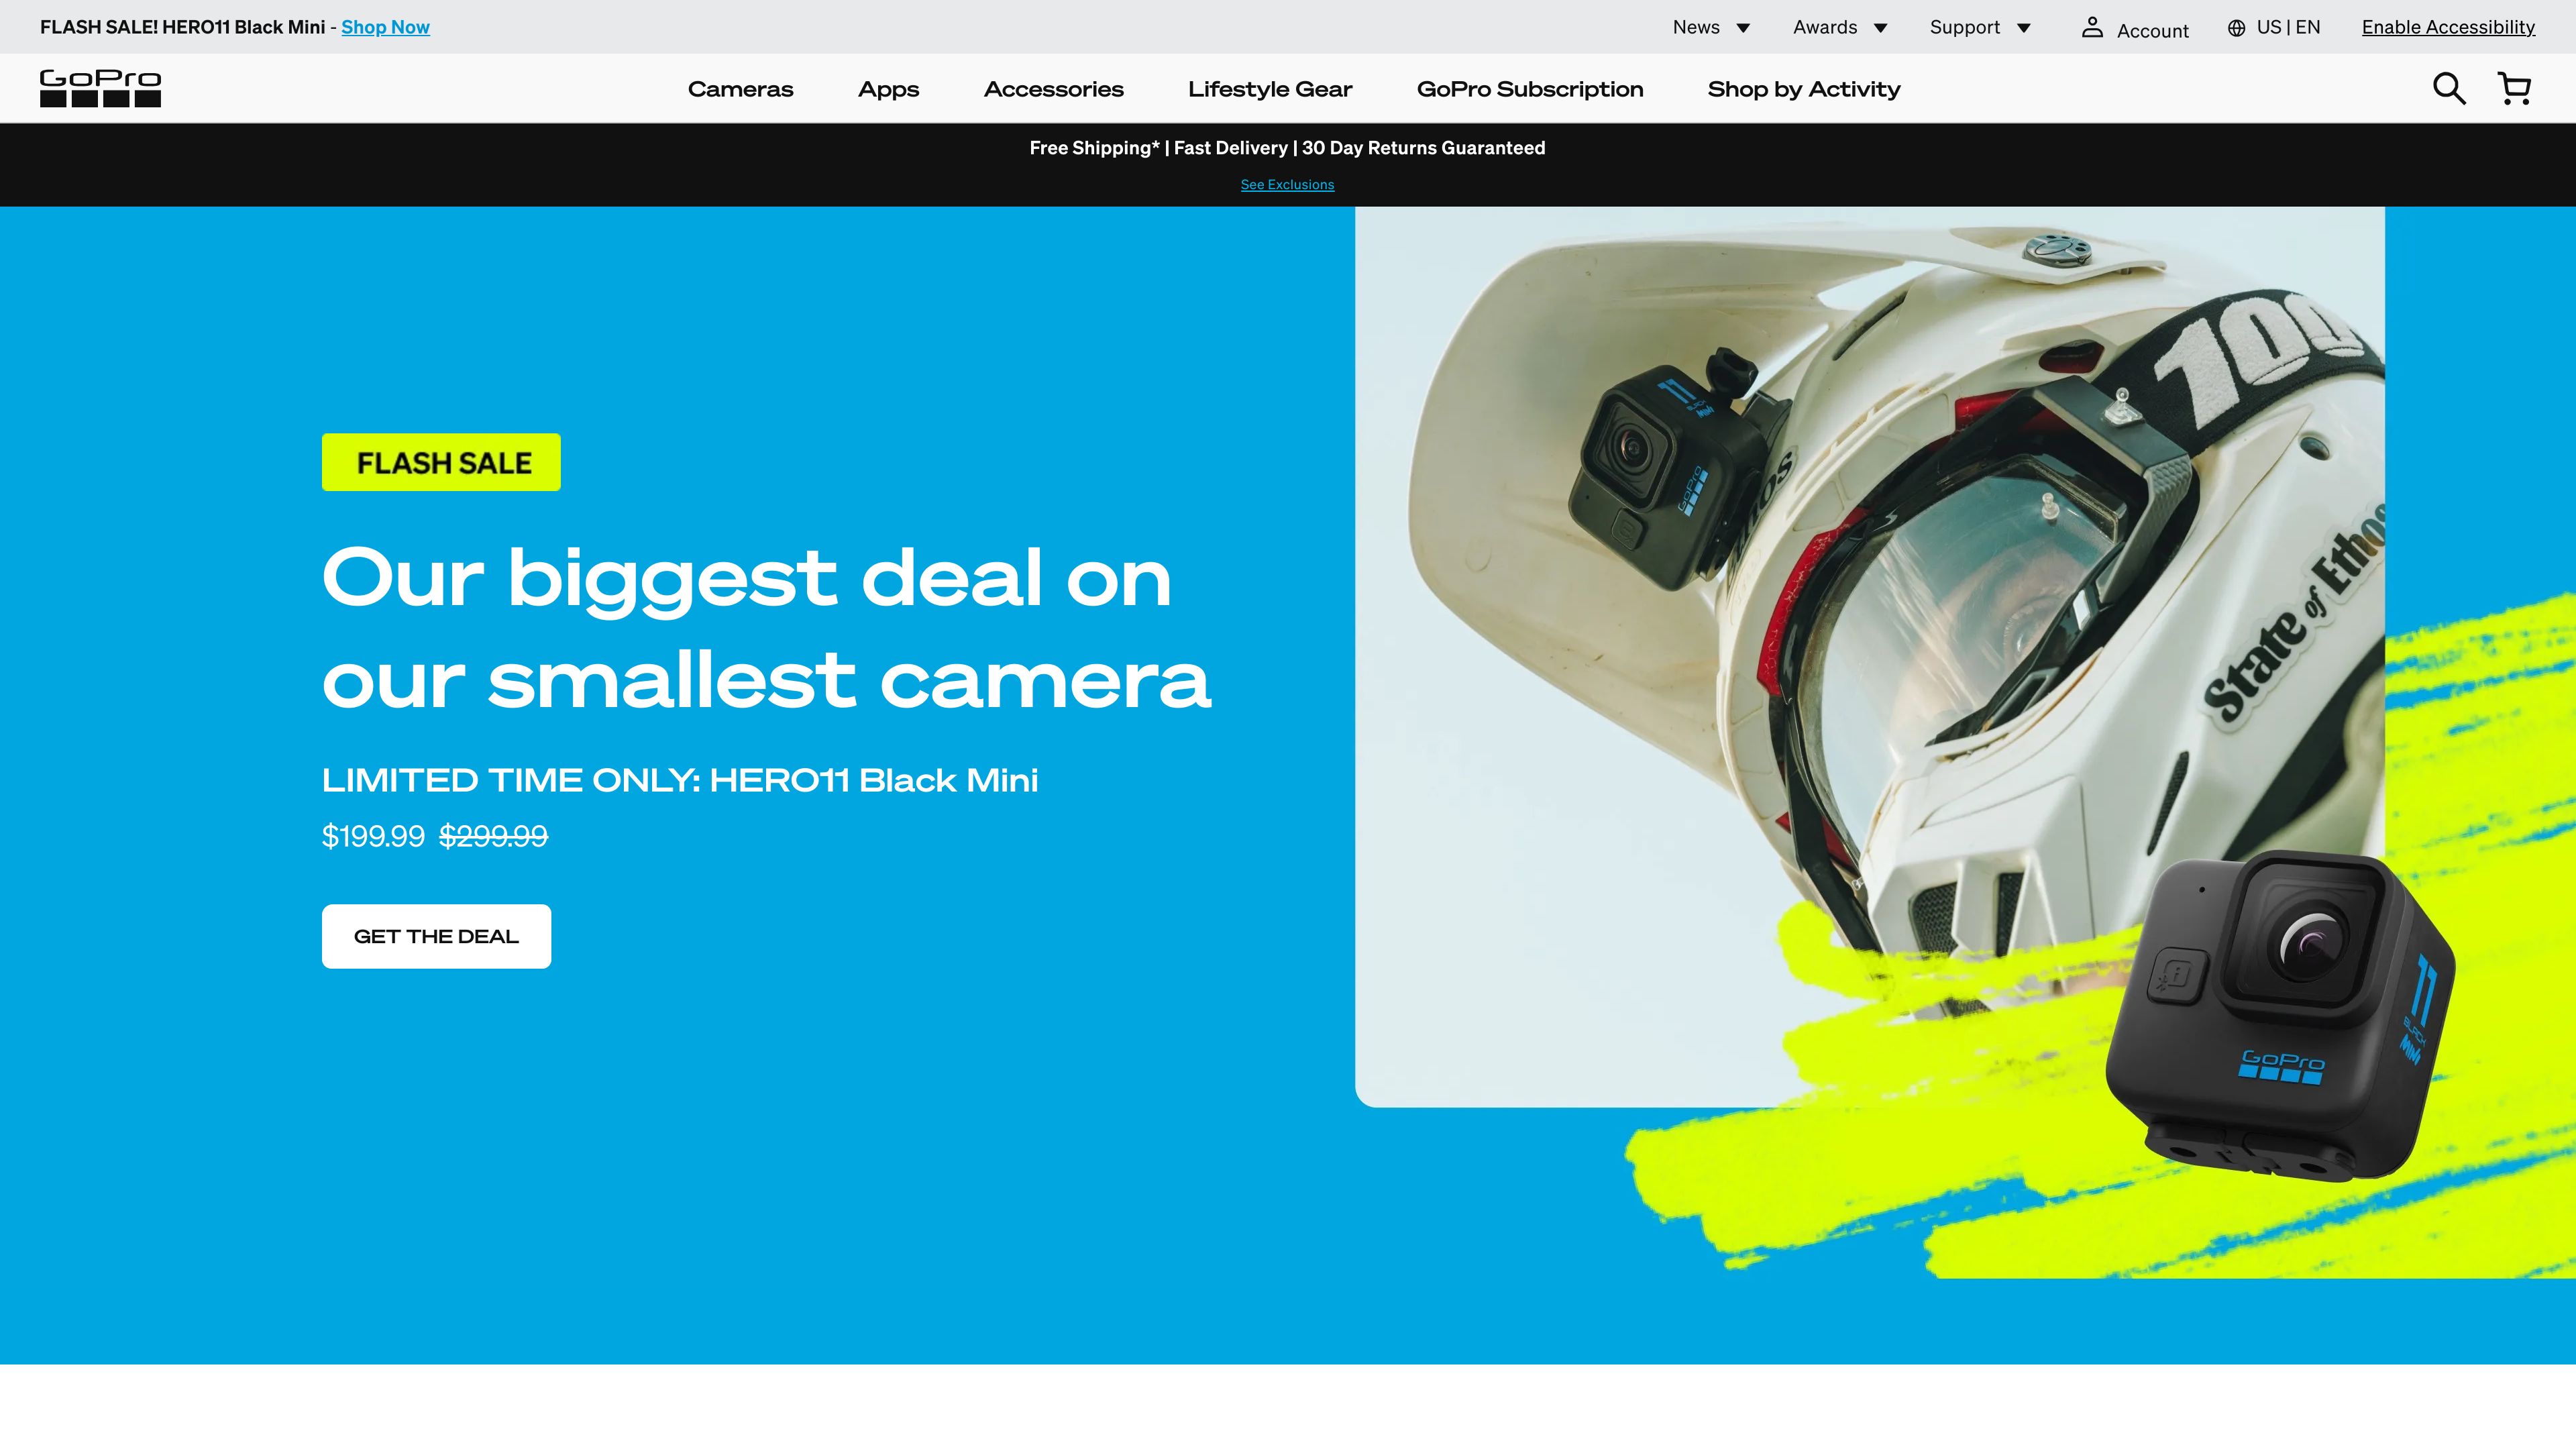 FLASH SALE! HERO11 Black Mini - Shop Now
News
Awards
Support
Account
US | EN
Enable Accessibility
GoPro
Cameras
Apps
Accessories
Lifestyle Gear
GoPro Subscription
Shop by Activity
Free Shipping* | Fast Delivery | 30 Day Returns Guaranteed
See Exclusions
FLASH SALE
Our biggest deal on
our smallest camera
LIMITED TIME ONLY: HERO11 Black Mini
$199.99 $299.99
GET THE DEAL
100
11
GoPro
State of Ethos
11
BLACK
Mini
GoPro